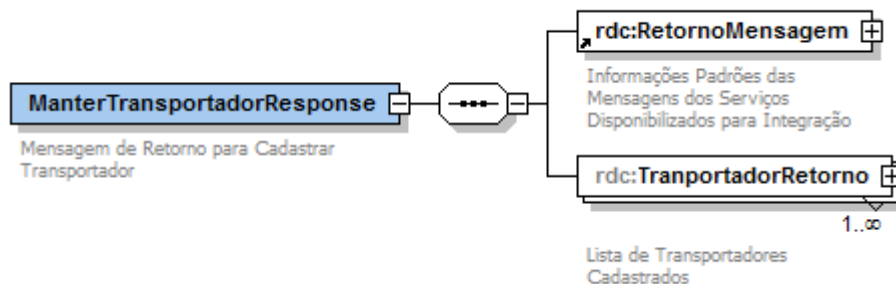 rdc:RetornoMensagem
Informações Padrões das
Mensagens dos Serviços
Disponibilizados para Integração
ManterTransportadorResponse
Mensagem de Retorno para Cadastrar
Transportador
rdc:TranportadorRetorno
1..∞
Lista de Transportadores
Cadastrados